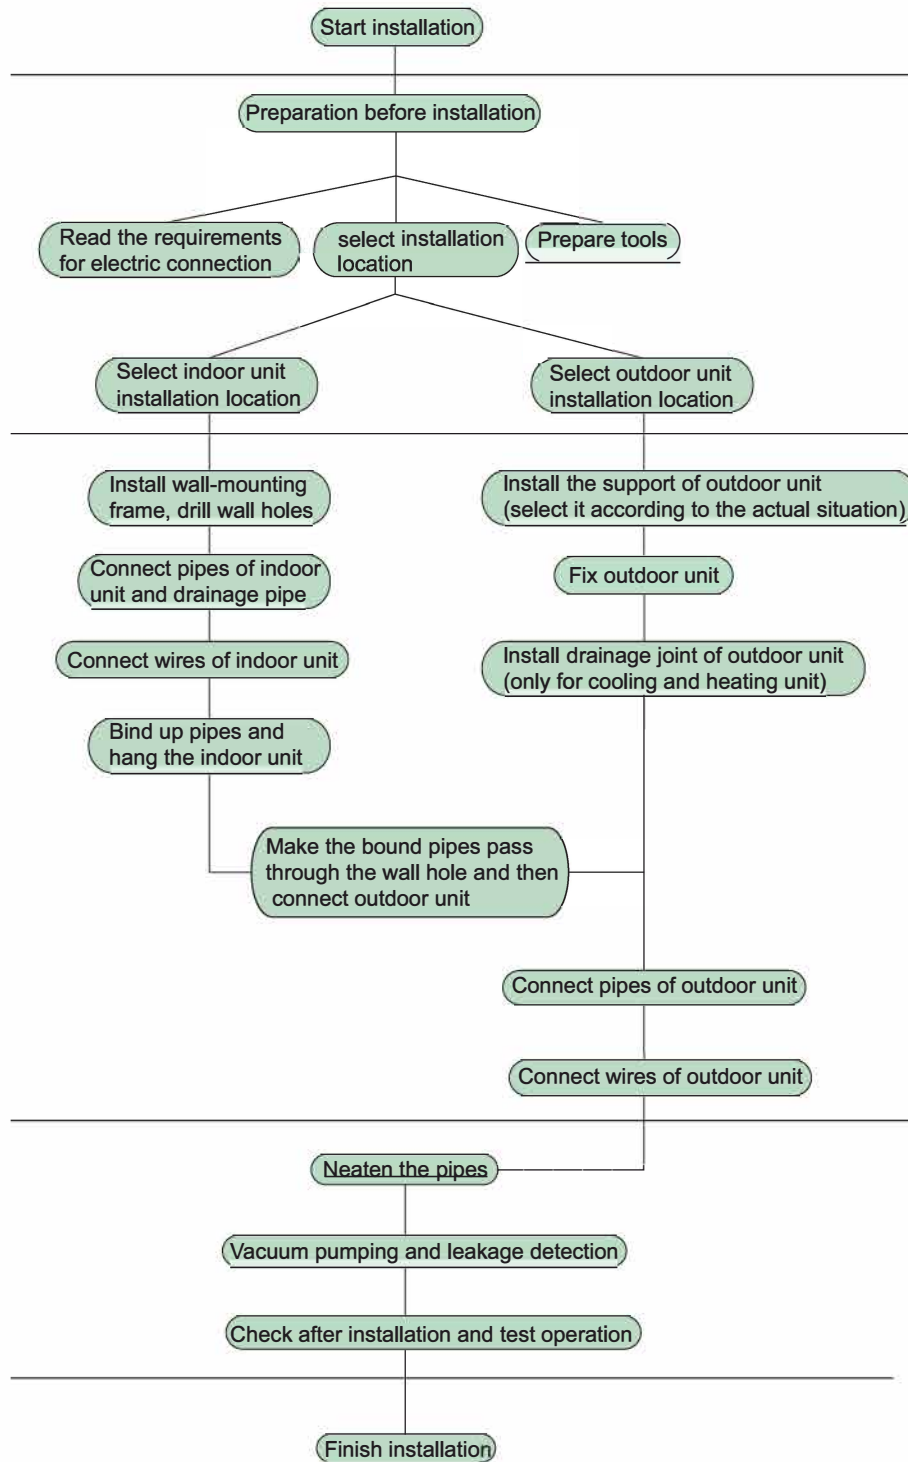 Start installation
Preparation before installation
Read the requirements
for electric connection
select installation
location
Prepare tools
Select indoor unit
installation location
Select outdoor unit
installation location
Install wall-mounting
frame, drill wall holes
Install the support of outdoor unit
(select it according to the actual situation)
Connect pipes of indoor
unit and drainage pipe
Fix outdoor unit
Connect wires of indoor unit
Install drainage joint of outdoor unit
(only for cooling and heating unit)
Bind up pipes and
hang the indoor unit
Make the bound pipes pass
through the wall hole and then
connect outdoor unit
Connect pipes of outdoor unit
Connect wires of outdoor unit
Neaten the pipes
Vacuum pumping and leakage detection
Check after installation and test operation
Finish installation